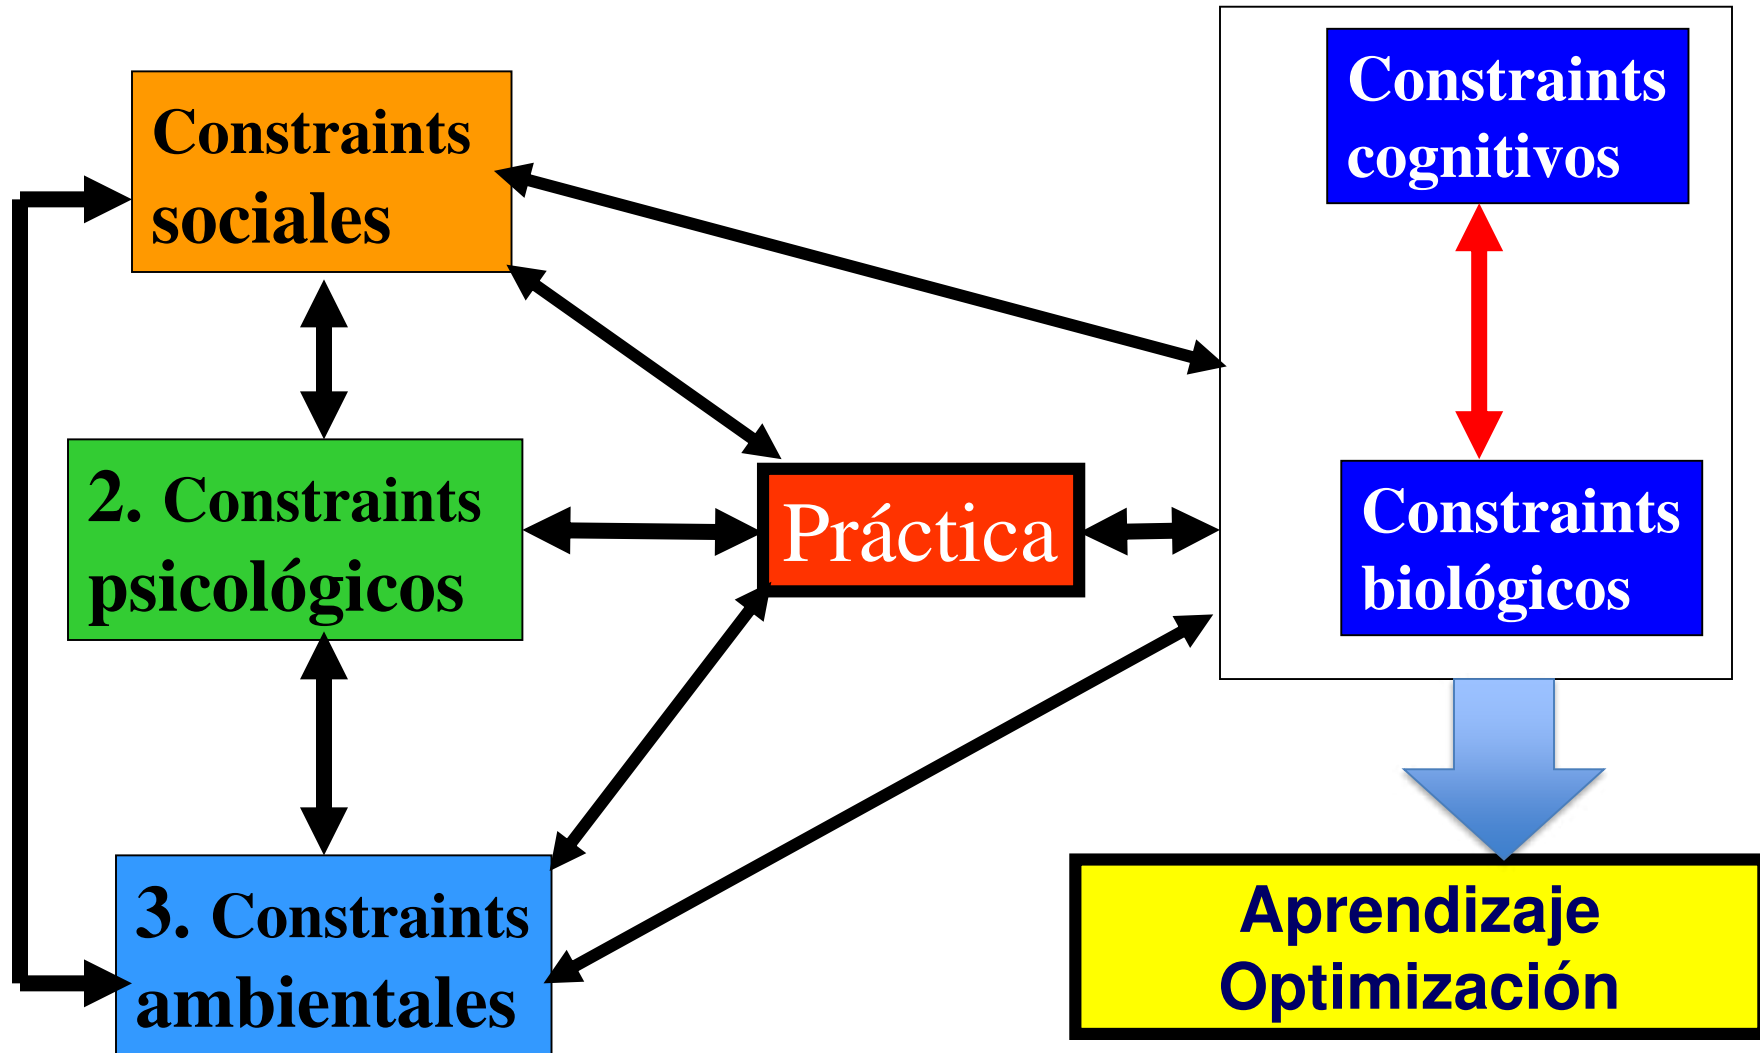 Constraints
sociales
2. Constraints
psicológicos
3. Constraints
ambientales
Práctica
Constraints
cognitivos
Constraints
biológicos
Aprendizaje
Optimización